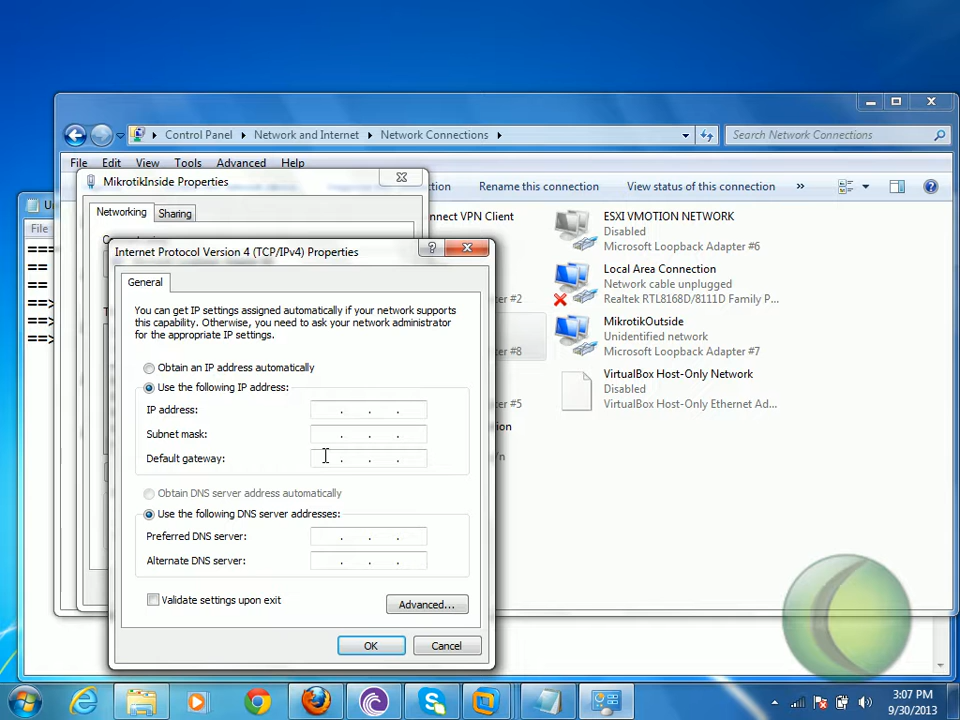 Control Panel
Network and Internet
Network Connections
Search Network Connections
File Edit View Tools Advanced Help
MikrotikInside Properties
Rename this connection
View status of this connection
»
Networking
Sharing
nnect VPN Client
ESXI VMOTION NETWORK
Disabled
Microsoft Loopback Adapter #6
File
Internet Protocol Version 4 (TCP/IPv4) Properties
General
Local Area Connection
Network cable unplugged
Realtek RTL8168D/8111D Family P...
#2
You can get IP settings assigned automatically if your network supports
this capability. Otherwise, you need to ask your network administrator
for the appropriate IP settings.
MikrotikOutside
Unidentified network
Microsoft Loopback Adapter #7
#8
Obtain an IP address automatically
Use the following IP address:
IP address:
Subnet mask:
Default gateway:
VirtualBox Host-Only Network
Disabled
VirtualBox Host-Only Ethernet Ad...
#5
Obtain DNS server address automatically
Use the following DNS server addresses:
Preferred DNS server:
Alternate DNS server:
Validate settings upon exit
Advanced...
OK
Cancel
3:07 PM
9/30/2013